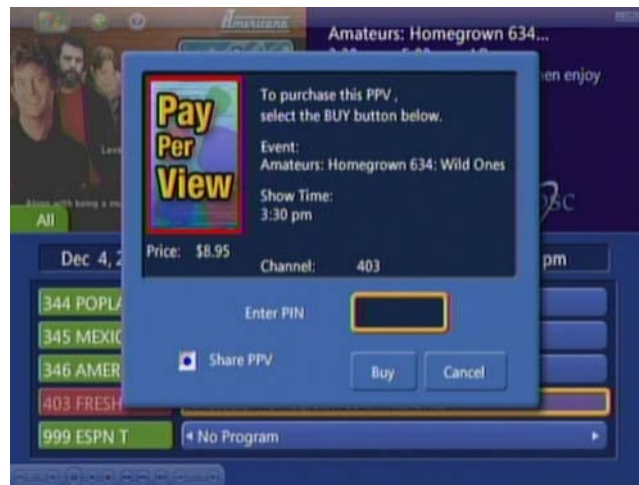 Americana
Amateurs: Homegrown 634...
en enjoy
All
Dec 4, 2
pm
Pay
Per
View
Price: $8.95
To purchase this PPV,
select the BUY button below.
Event:
Amateurs: Homegrown 634: Wild Ones
Show Time:
3:30 pm
Channel: 403
Enter PIN
Share PPV
Buy
Cancel
344 POPLA
345 MEXIC
346 AMER
403 FRESH
999 ESPN T
No Program